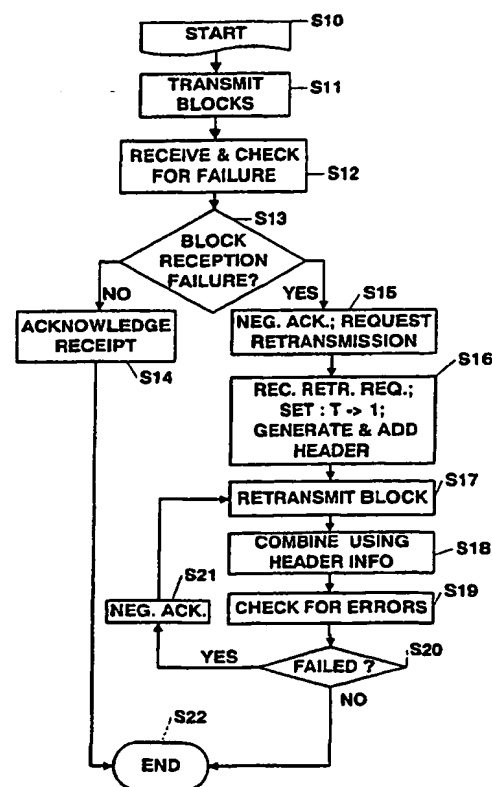 S10
START
TRANSMIT
BLOCKS
S11
RECEIVE & CHECK
FOR FAILURE
S12
S13
BLOCK
RECEPTION
FAILURE?
NO
YES
S15
ACKNOWLEDGE
RECEIPT
S14
NEG. ACK.; REQUEST
RETRANSMISSION
S16
REC. RETR. REQ.;
SET : T -> 1;
GENERATE & ADD
HEADER
S17
RETRANSMIT BLOCK
COMBINE USING
HEADER INFO
S18
S21
NEG. ACK.
S19
CHECK FOR ERRORS
YES
FAILED ?
S20
NO
S22
END